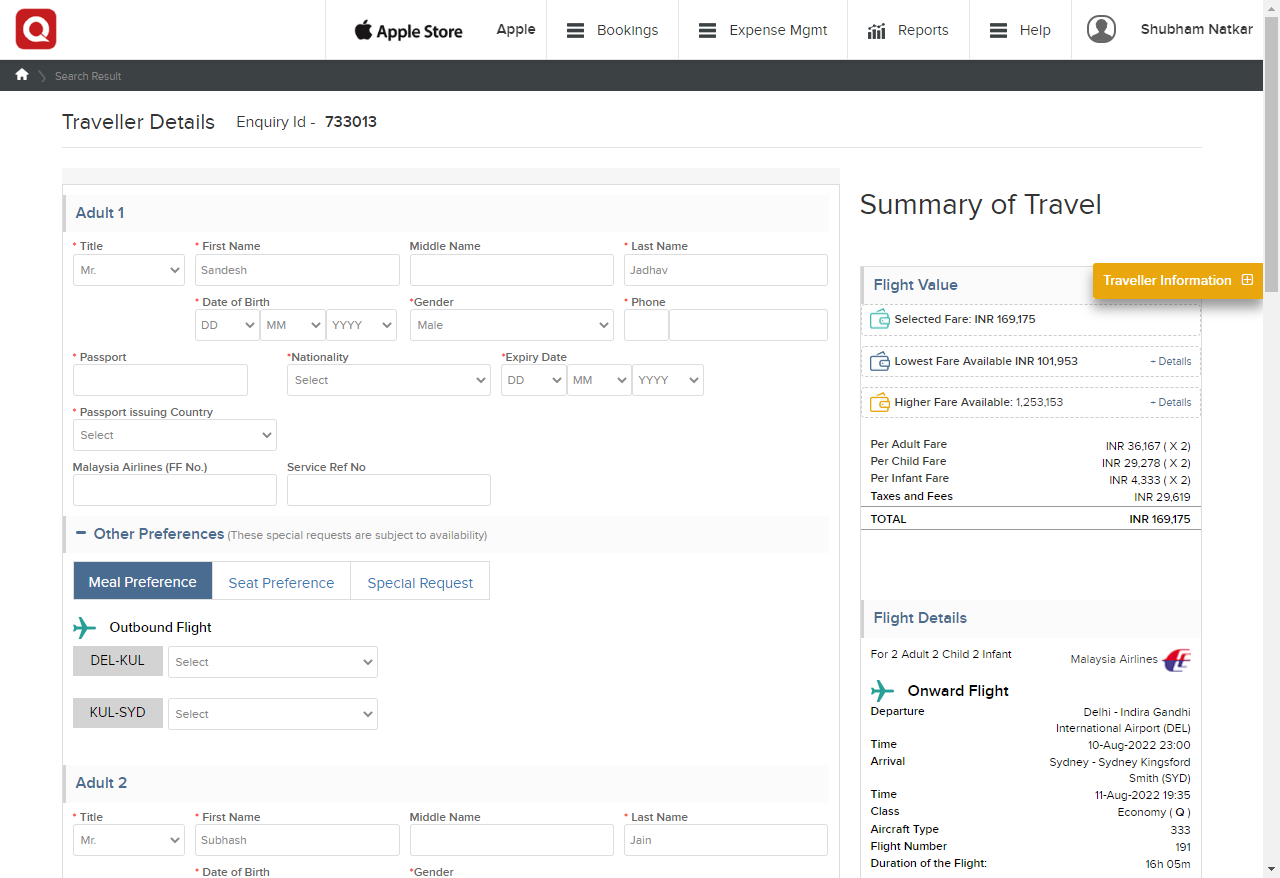 Apple Store
Apple
Bookings
Expense Mgmt
Reports
Help
Shubham Natkar
Search Result
Traveller Details Enquiry Id - 733013
Adult 1
* Title * First Name Middle Name * Last Name
Mr. Sandesh Jadhav
* Date of Birth *Gender * Phone
DD MM YYYY Male
* Passport *Nationality *Expiry Date
Select DD MM YYYY
* Passport issuing Country
Select
Malaysia Airlines (FF No.) Service Ref No
Other Preferences (These special requests are subject to availability)
Meal Preference Seat Preference Special Request
Outbound Flight
DEL-KUL Select
KUL-SYD Select
Adult 2
* Title * First Name Middle Name * Last Name
Mr. Subhash Jain
* Date of Birth *Gender
Summary of Travel
Traveller Information
Flight Value
Selected Fare: INR 169,175
Lowest Fare Available INR 101,953 + Details
Higher Fare Available: 1,253,153 + Details
Per Adult Fare INR 36,167 ( X 2)
Per Child Fare INR 29,278 ( X 2)
Per Infant Fare INR 4,333 ( X 2)
Taxes and Fees INR 29,619
TOTAL INR 169,175
Flight Details
For 2 Adult 2 Child 2 Infant Malaysia Airlines
Onward Flight
Departure Delhi - Indira Gandhi
International Airport (DEL)
Time 10-Aug-2022 23:00
Arrival Sydney - Sydney Kingsford
Smith (SYD)
Time 11-Aug-2022 19:35
Class Economy ( Q )
Aircraft Type 333
Flight Number 191
Duration of the Flight: 16h 05m